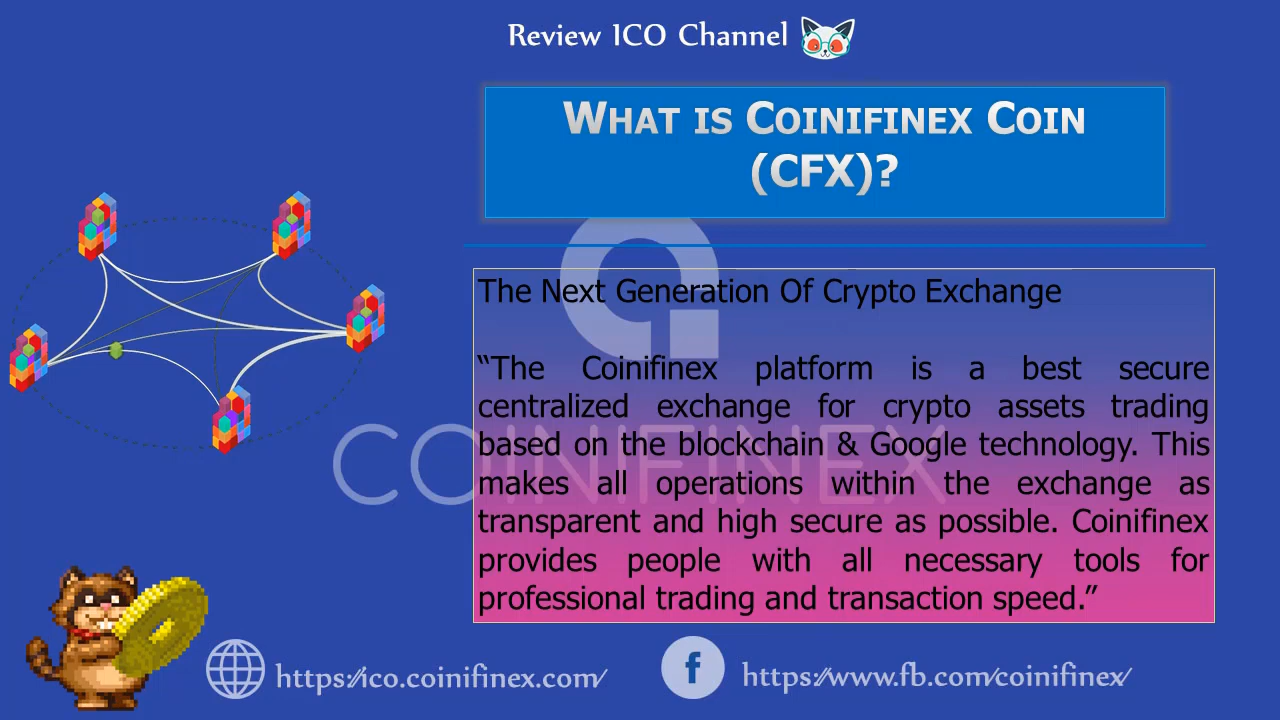 Review ICO Channel
What is Coinifinex Coin
(CFX)?
The Next Generation Of Crypto Exchange
“The Coinifinex platform is a best secure
centralized exchange for crypto assets trading
based on the blockchain & Google technology. This
makes all operations within the exchange as
transparent and high secure as possible. Coinifinex
provides people with all necessary tools for
professional trading and transaction speed.”
COINIFINEX
https://ico.coinifinex.com/
https://www.fb.com/coinifinex/